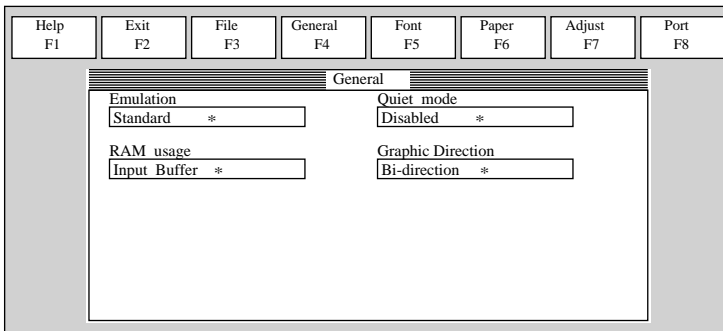 Help Exit File General Font Paper Adjust Port
F1 F2 F3 F4 F5 F6 F7 F8
General
Emulation Quiet mode
Standard * Disabled *
RAM usage Graphic Direction
Input Buffer * Bi-direction *